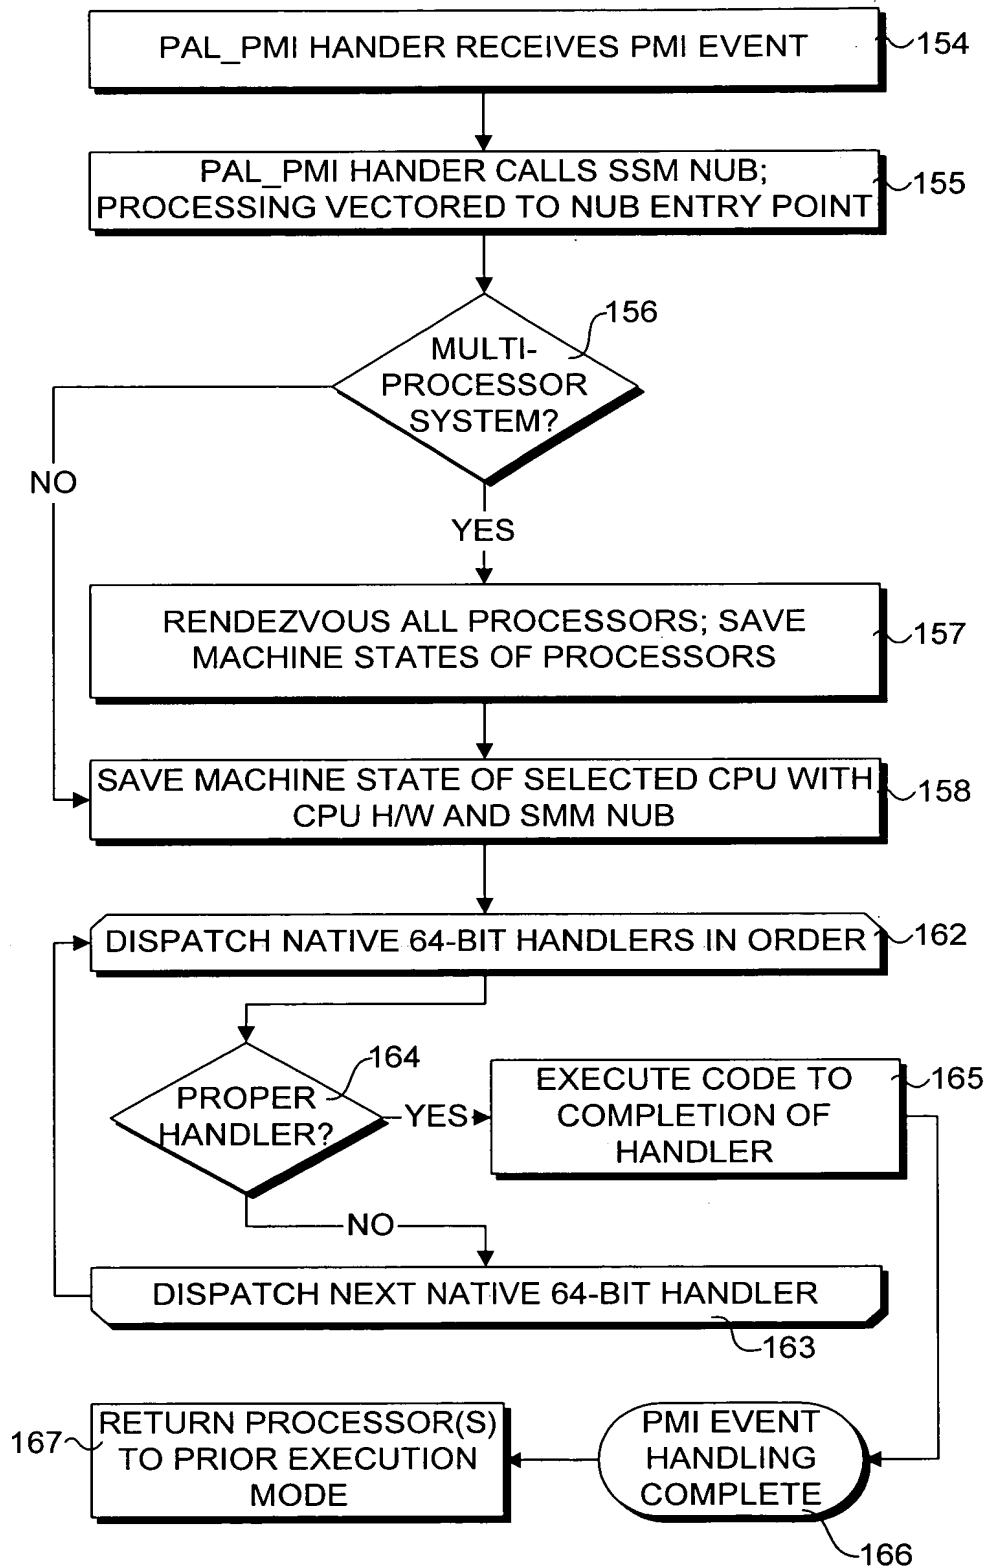 PAL_PMI HANDER RECEIVES PMI EVENT
154
PAL_PMI HANDER CALLS SSM NUB;
PROCESSING VECTORED TO NUB ENTRY POINT
155
156
MULTI-
PROCESSOR
SYSTEM?
NO
YES
RENDEZVOUS ALL PROCESSORS; SAVE
MACHINE STATES OF PROCESSORS
157
SAVE MACHINE STATE OF SELECTED CPU WITH
CPU H/W AND SMM NUB
158
DISPATCH NATIVE 64-BIT HANDLERS IN ORDER
162
164
PROPER
HANDLER?
YES
EXECUTE CODE TO
COMPLETION OF
HANDLER
165
NO
DISPATCH NEXT NATIVE 64-BIT HANDLER
163
167
RETURN PROCESSOR(S)
TO PRIOR EXECUTION
MODE
PMI EVENT
HANDLING
COMPLETE
166